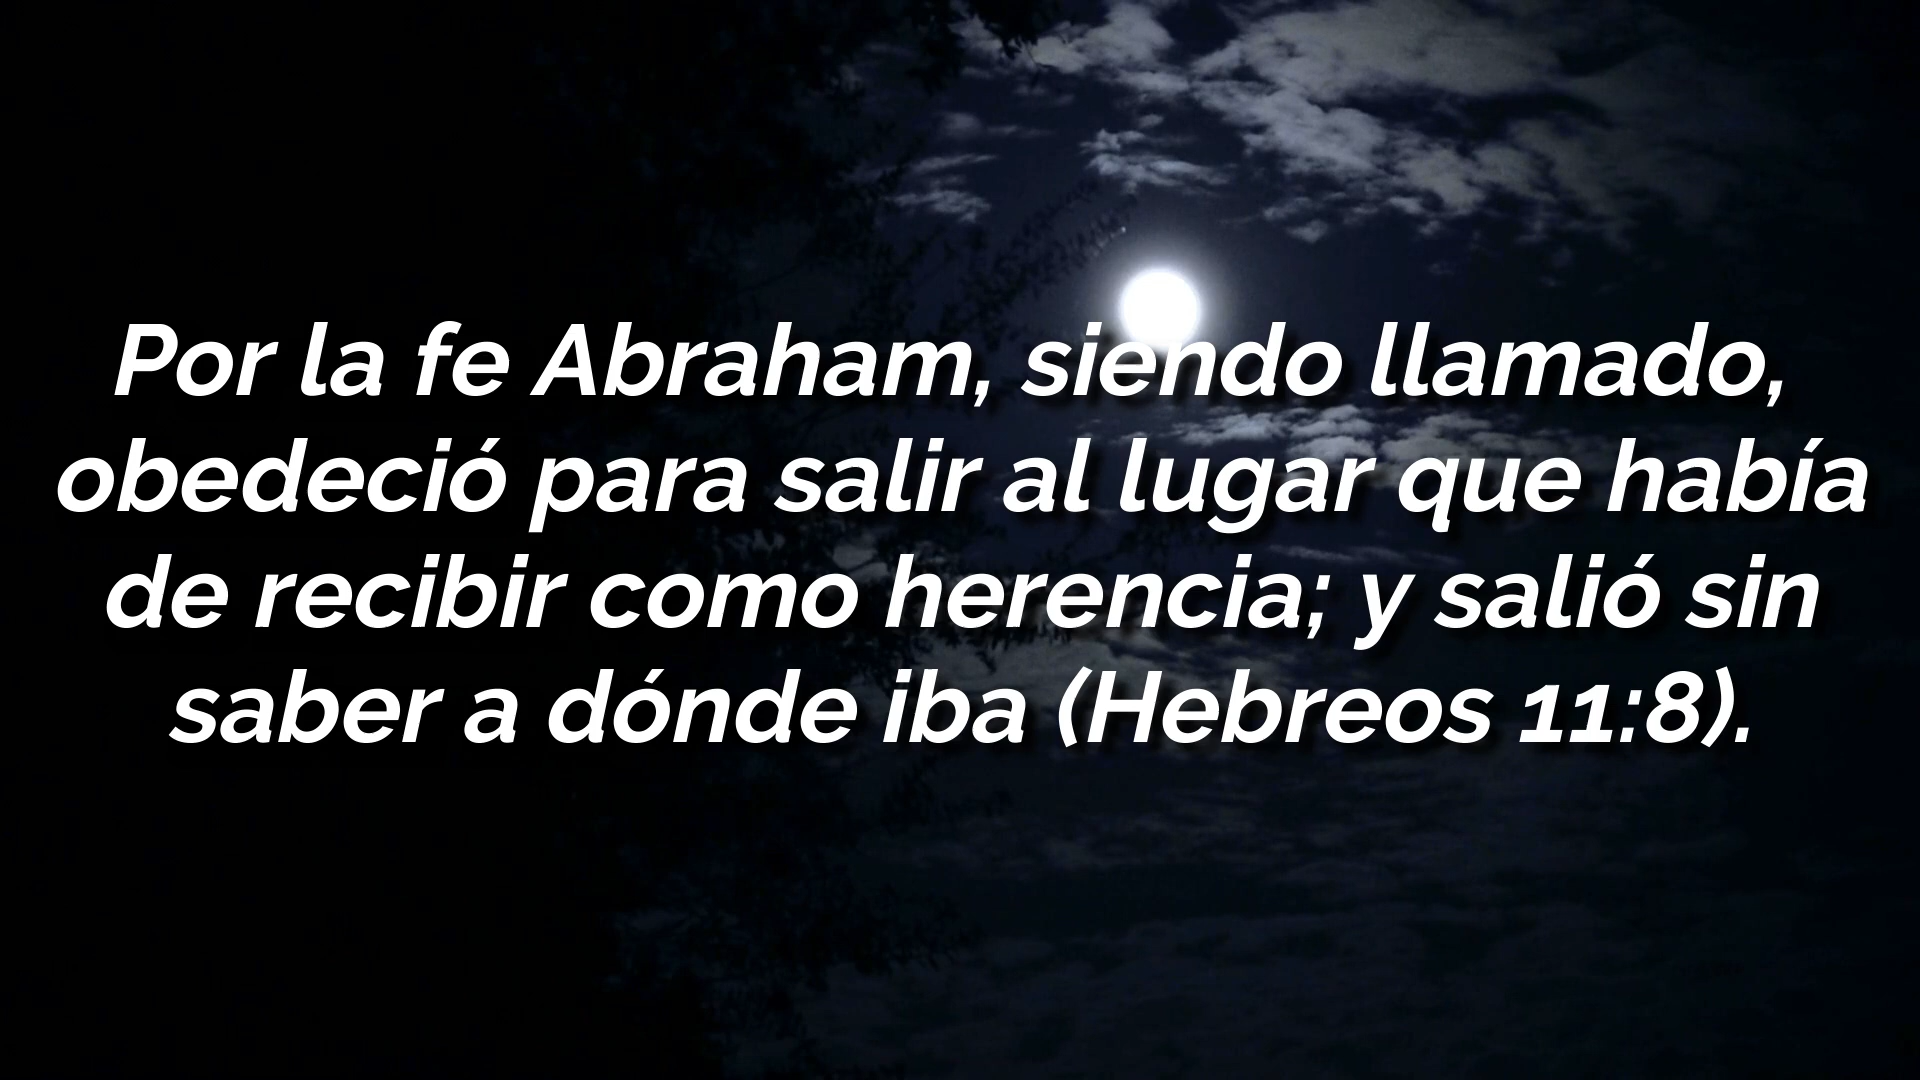 Por la fe Abraham, siendo llamado,
obedeció para salir al lugar que había
de recibir como herencia; y salió sin
saber a dónde iba (Hebreos 11:8).